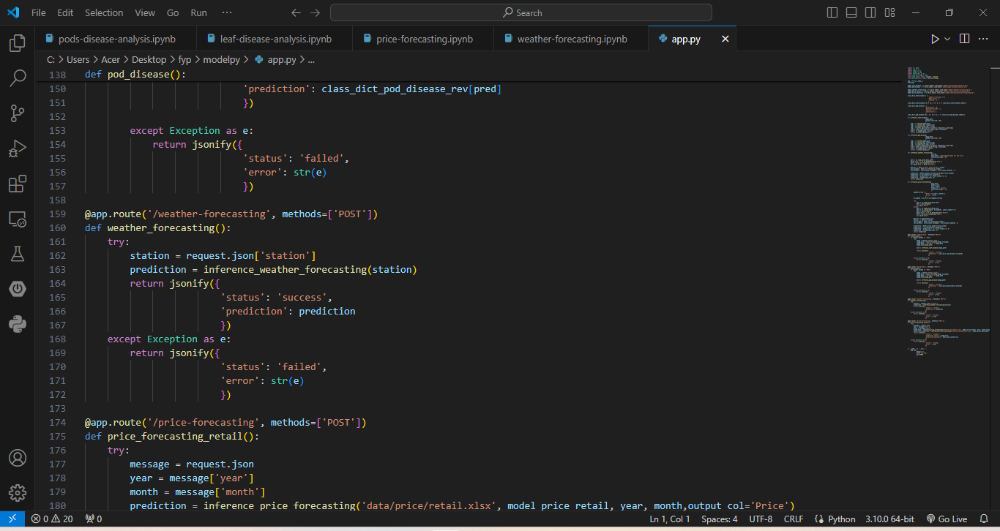 File Edit Selection View Go Run ··· Search
pods-disease-analysis.ipynb leaf-disease-analysis.ipynb price-forecasting.ipynb weather-forecasting.ipynb app.py
C: > Users > Acer > Desktop > fyp > modelpy > app.py > ...
138 def pod_disease():
150 'prediction': class_dict_pod_disease_rev[pred]
151 })
152
153 except Exception as e:
154 return jsonify({
155 'status': 'failed',
156 'error': str(e)
157 })
158
159 @app.route('/weather-forecasting', methods=['POST'])
160 def weather_forecasting():
161 try:
162 station = request.json['station']
163 prediction = inference_weather_forecasting(station)
164 return jsonify({
165 'status': 'success',
166 'prediction': prediction
167 })
168 except Exception as e:
169 return jsonify({
170 'status': 'failed',
171 'error': str(e)
172 })
173
174 @app.route('/price-forecasting', methods=['POST'])
175 def price_forecasting_retail():
176 try:
177 message = request.json
178 year = message['year']
179 month = message['month']
180 prediction = inference_price_forecasting('data/price/retail.xlsx', model_price_retail, year, month,output_col='Price')
0 20 0 Ln 1, Col 1 Spaces: 4 UTF-8 CRLF Python 3.10.0 64-bit Go Live